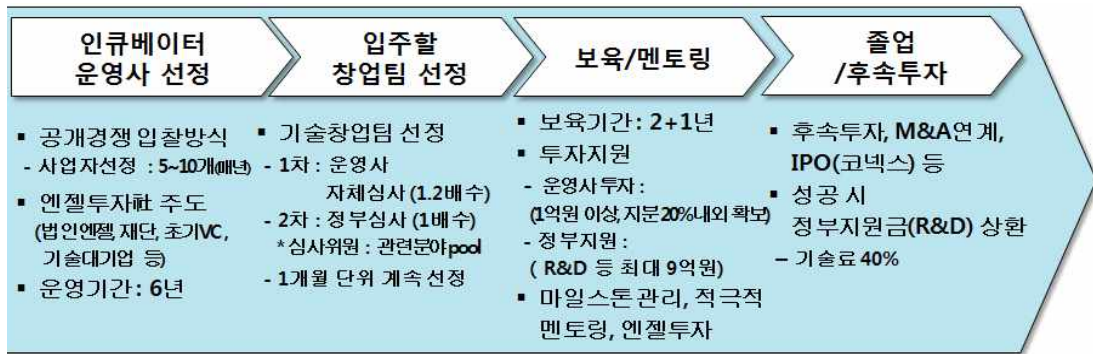 인큐베이터
운영사 선정
▪ 공개경쟁 입찰방식
- 사업자선정 : 5~10개(매년)
▪ 엔젤투자社 주도
(법인엔젤, 재단, 초기VC,
기술대기업 등)
▪ 운영기간 : 6년
입주할
창업팀 선정
▪ 기술창업팀 선정
- 1차 : 운영사
자체심사 (1.2배수)
- 2차 : 정부심사 (1배수)
* 심사위원 : 관련분야pool
- 1개월 단위 계속 선정
보육/멘토링
▪ 보육기간 : 2+1년
▪ 투자지원
- 운영사투자 :
(1억원 이상, 지분20%내외 확보)
- 정부지원 :
( R&D 등 최대 9억원)
▪ 마일스톤관리, 적극적
멘토링, 엔젤투자
졸업
/후속투자
▪ 후속투자, M&A연계,
IPO(코넥스) 등
▪ 성공 시
정부지원금(R&D) 상환
– 기술료 40%